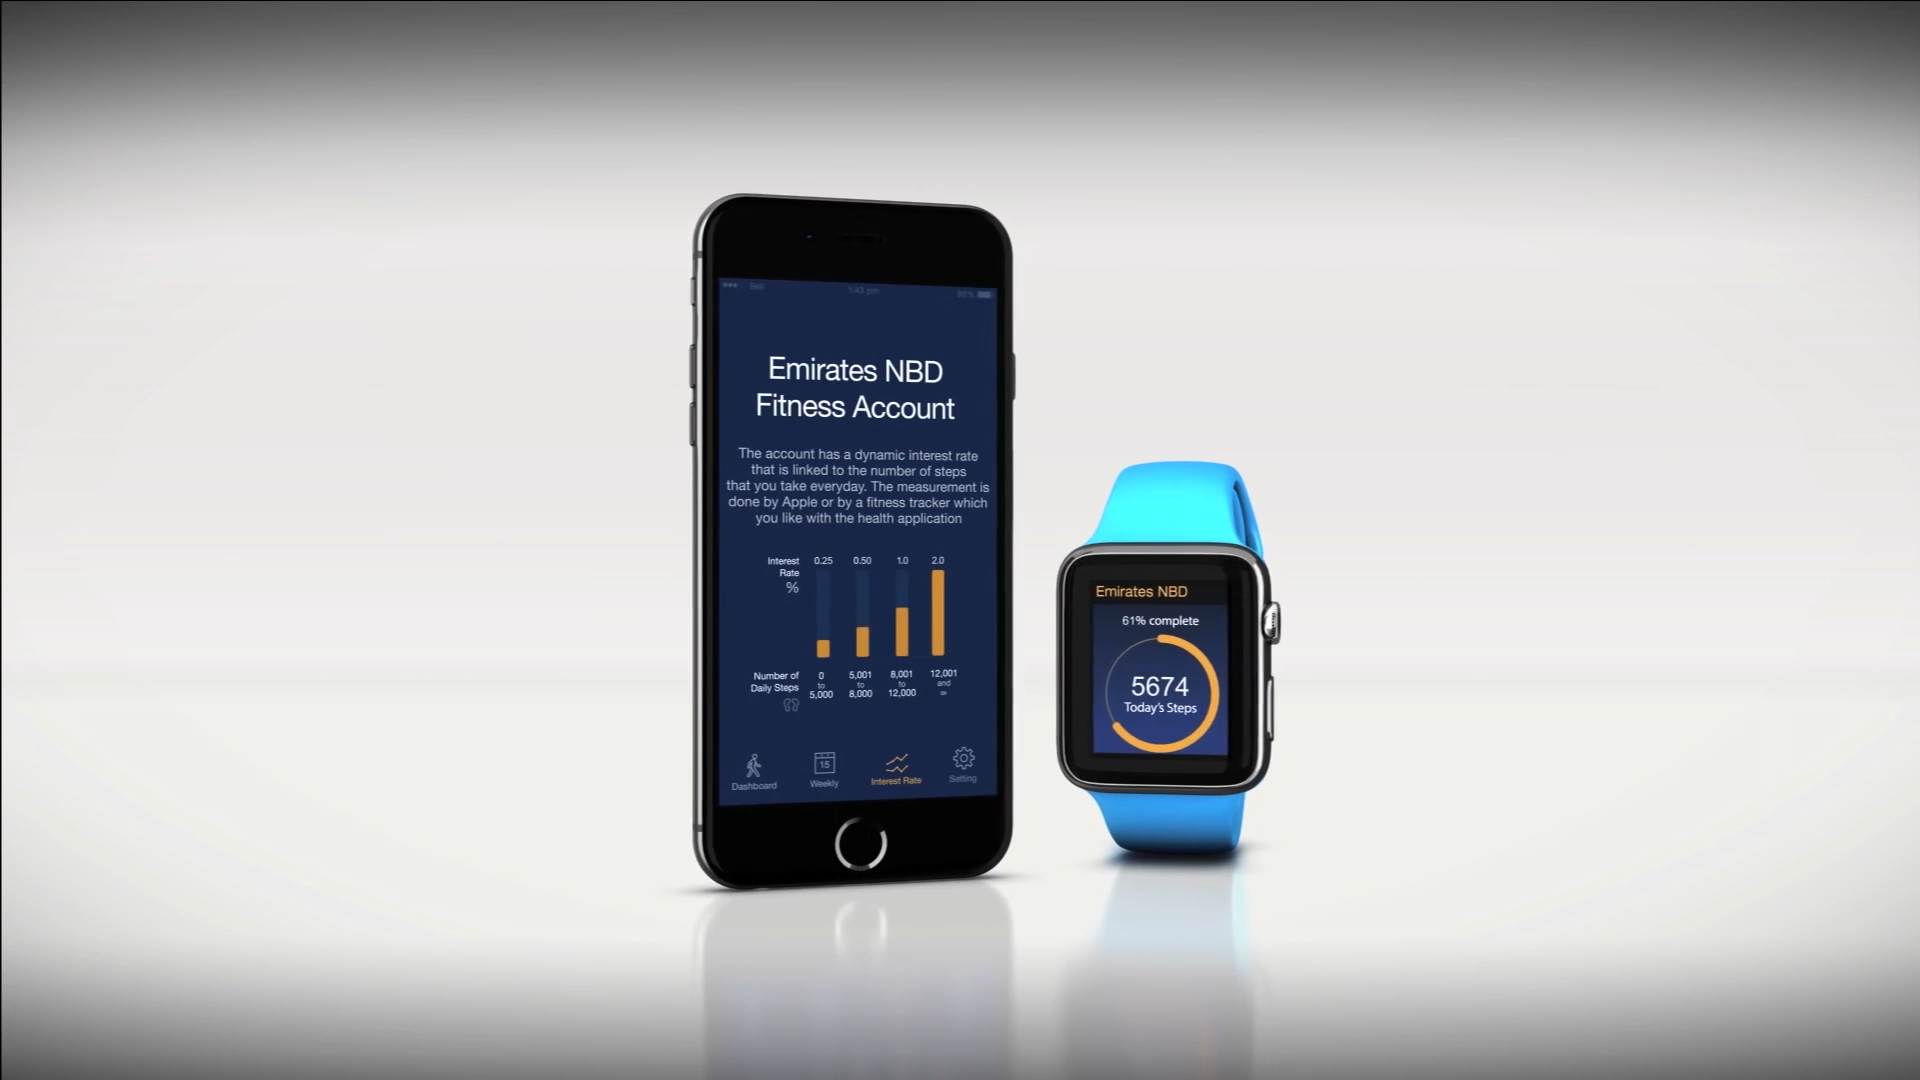 Bell 1:43 pm
Emirates NBD
Fitness Account
The account has a dynamic interest rate
that is linked to the number of steps
that you take everyday. The measurement is
done by Apple or by a fitness tracker which
you like with the health application
Interest Rate % 0.25 0.50 1.0 2.0
Number of Daily Steps
0 to 5,000
5,001 to 8,000
8,001 to 12,000
12,001 and ∞
15
Dashboard Weekly Interest Rate Setting
Emirates NBD
61% complete
5674
Today's Steps